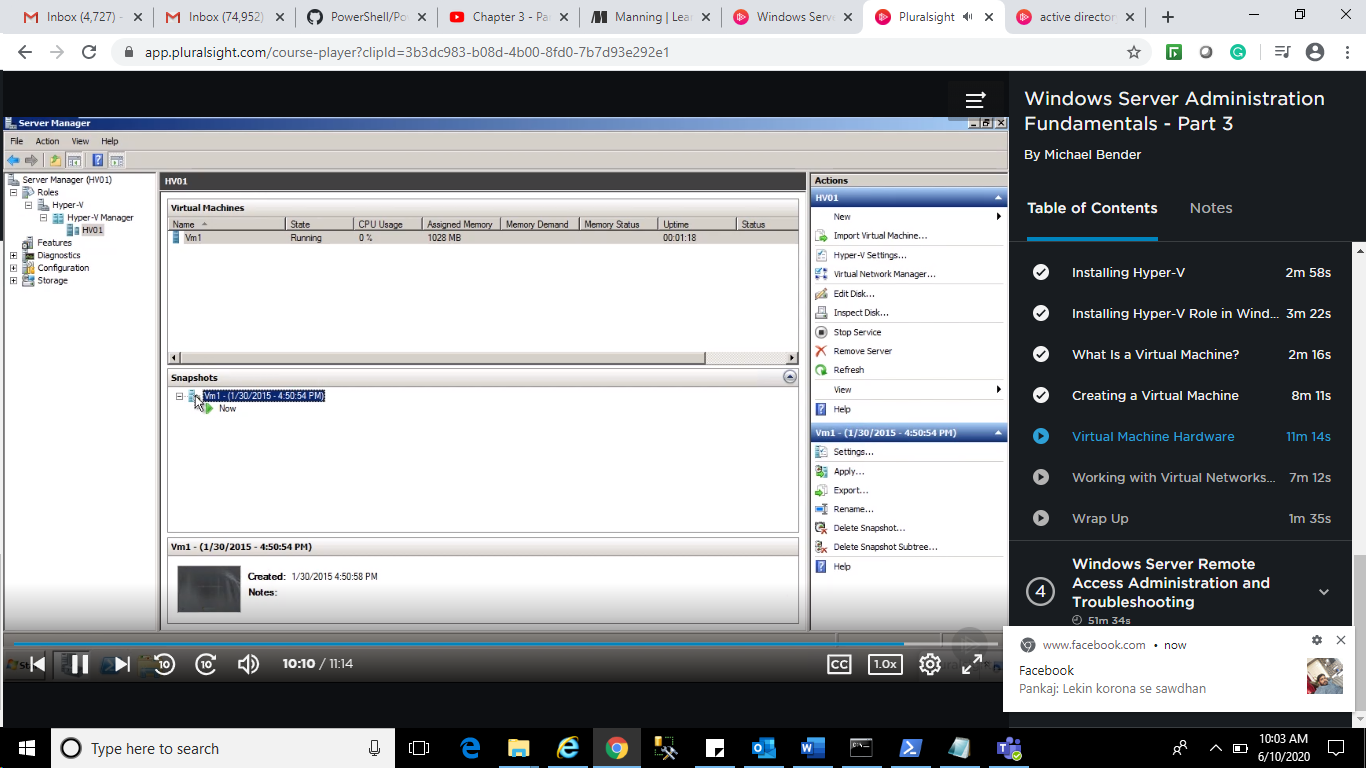 Inbox (4,727) -
Inbox (74,952)
PowerShell/Po
Chapter 3 - Pa
Manning | Lea
Windows Serv
Pluralsight
active director
app.pluralsight.com/course-player?clipId=3b3dc983-b08d-4b00-8fd0-7b7d93e292e1
Server Manager
File Action View Help
Server Manager (HV01)
Roles
Hyper-V
Hyper-V Manager
HV01
Features
Diagnostics
Configuration
Storage
HV01
Virtual Machines
Name State CPU Usage Assigned Memory Memory Demand Memory Status Uptime Status
Vm1 Running 0 % 1028 MB 00:01:18
Snapshots
Vm1 - (1/30/2015 - 4:50:54 PM)
Now
Vm1 - (1/30/2015 - 4:50:54 PM)
Created: 1/30/2015 4:50:58 PM
Notes:
Actions
HV01
New
Import Virtual Machine...
Hyper-V Settings...
Virtual Network Manager...
Edit Disk...
Inspect Disk...
Stop Service
Remove Server
Refresh
View
Help
Vm1 - (1/30/2015 - 4:50:54 PM)
Settings...
Apply...
Export...
Rename...
Delete Snapshot...
Delete Snapshot Subtree...
Help
10
10
10:10 / 11:14
CC
1.0x
Windows Server Administration
Fundamentals - Part 3
By Michael Bender
Table of Contents Notes
Installing Hyper-V 2m 58s
Installing Hyper-V Role in Wind... 3m 22s
What Is a Virtual Machine? 2m 16s
Creating a Virtual Machine 8m 11s
Virtual Machine Hardware 11m 14s
Working with Virtual Networks... 7m 12s
Wrap Up 1m 35s
4
Windows Server Remote
Access Administration and
Troubleshooting
51m 34s
www.facebook.com • now
Facebook
Pankaj: Lekin korona se sawdhan
Type here to search
10:03 AM
6/10/2020